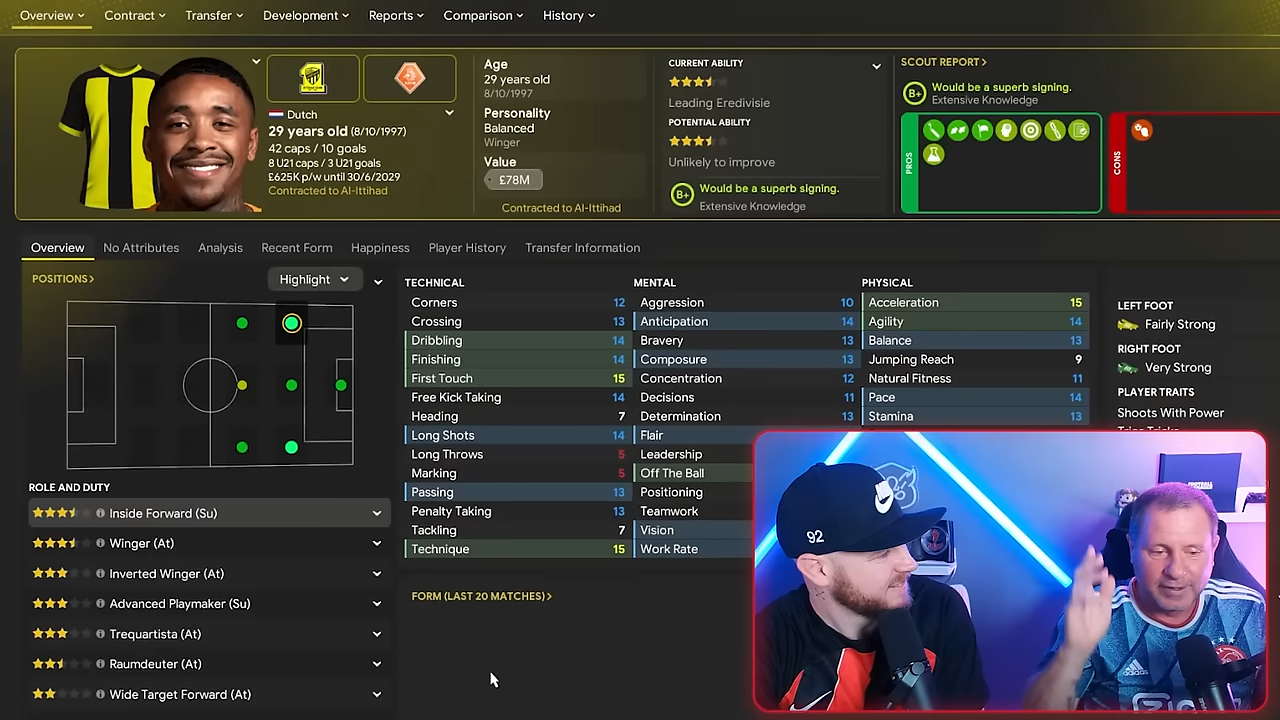 Overview
Contract
Transfer
Development
Reports
Comparison
History
Dutch
29 years old (8/10/1997)
42 caps / 10 goals
8 U21 caps / 3 U21 goals
£625K p/w until 30/6/2029
Contracted to Al-Ittihad
Age
29 years old
8/10/1997
Personality
Balanced
Winger
Value
£78M
Contracted to Al-Ittihad
CURRENT ABILITY
Leading Eredivisie
POTENTIAL ABILITY
Unlikely to improve
B+
Would be a superb signing.
Extensive Knowledge
SCOUT REPORT >
B+
Would be a superb signing.
Extensive Knowledge
PROS
CONS
Overview
No Attributes
Analysis
Recent Form
Happiness
Player History
Transfer Information
POSITIONS >
Highlight
ROLE AND DUTY
Inside Forward (Su)
Winger (At)
Inverted Winger (At)
Advanced Playmaker (Su)
Trequartista (At)
Raumdeuter (At)
Wide Target Forward (At)
TECHNICAL
Corners 12
Crossing 13
Dribbling 14
Finishing 14
First Touch 15
Free Kick Taking 14
Heading 7
Long Shots 14
Long Throws 5
Marking 5
Passing 13
Penalty Taking 13
Tackling 7
Technique 15
MENTAL
Aggression 10
Anticipation 14
Bravery 13
Composure 13
Concentration 12
Decisions 11
Determination 13
Flair
Leadership
Off The Ball
Positioning
Teamwork
Vision
Work Rate
PHYSICAL
Acceleration 15
Agility 14
Balance 13
Jumping Reach 9
Natural Fitness 11
Pace 14
Stamina 13
LEFT FOOT
Fairly Strong
RIGHT FOOT
Very Strong
PLAYER TRAITS
Shoots With Power
FORM (LAST 20 MATCHES) >
92
adidas